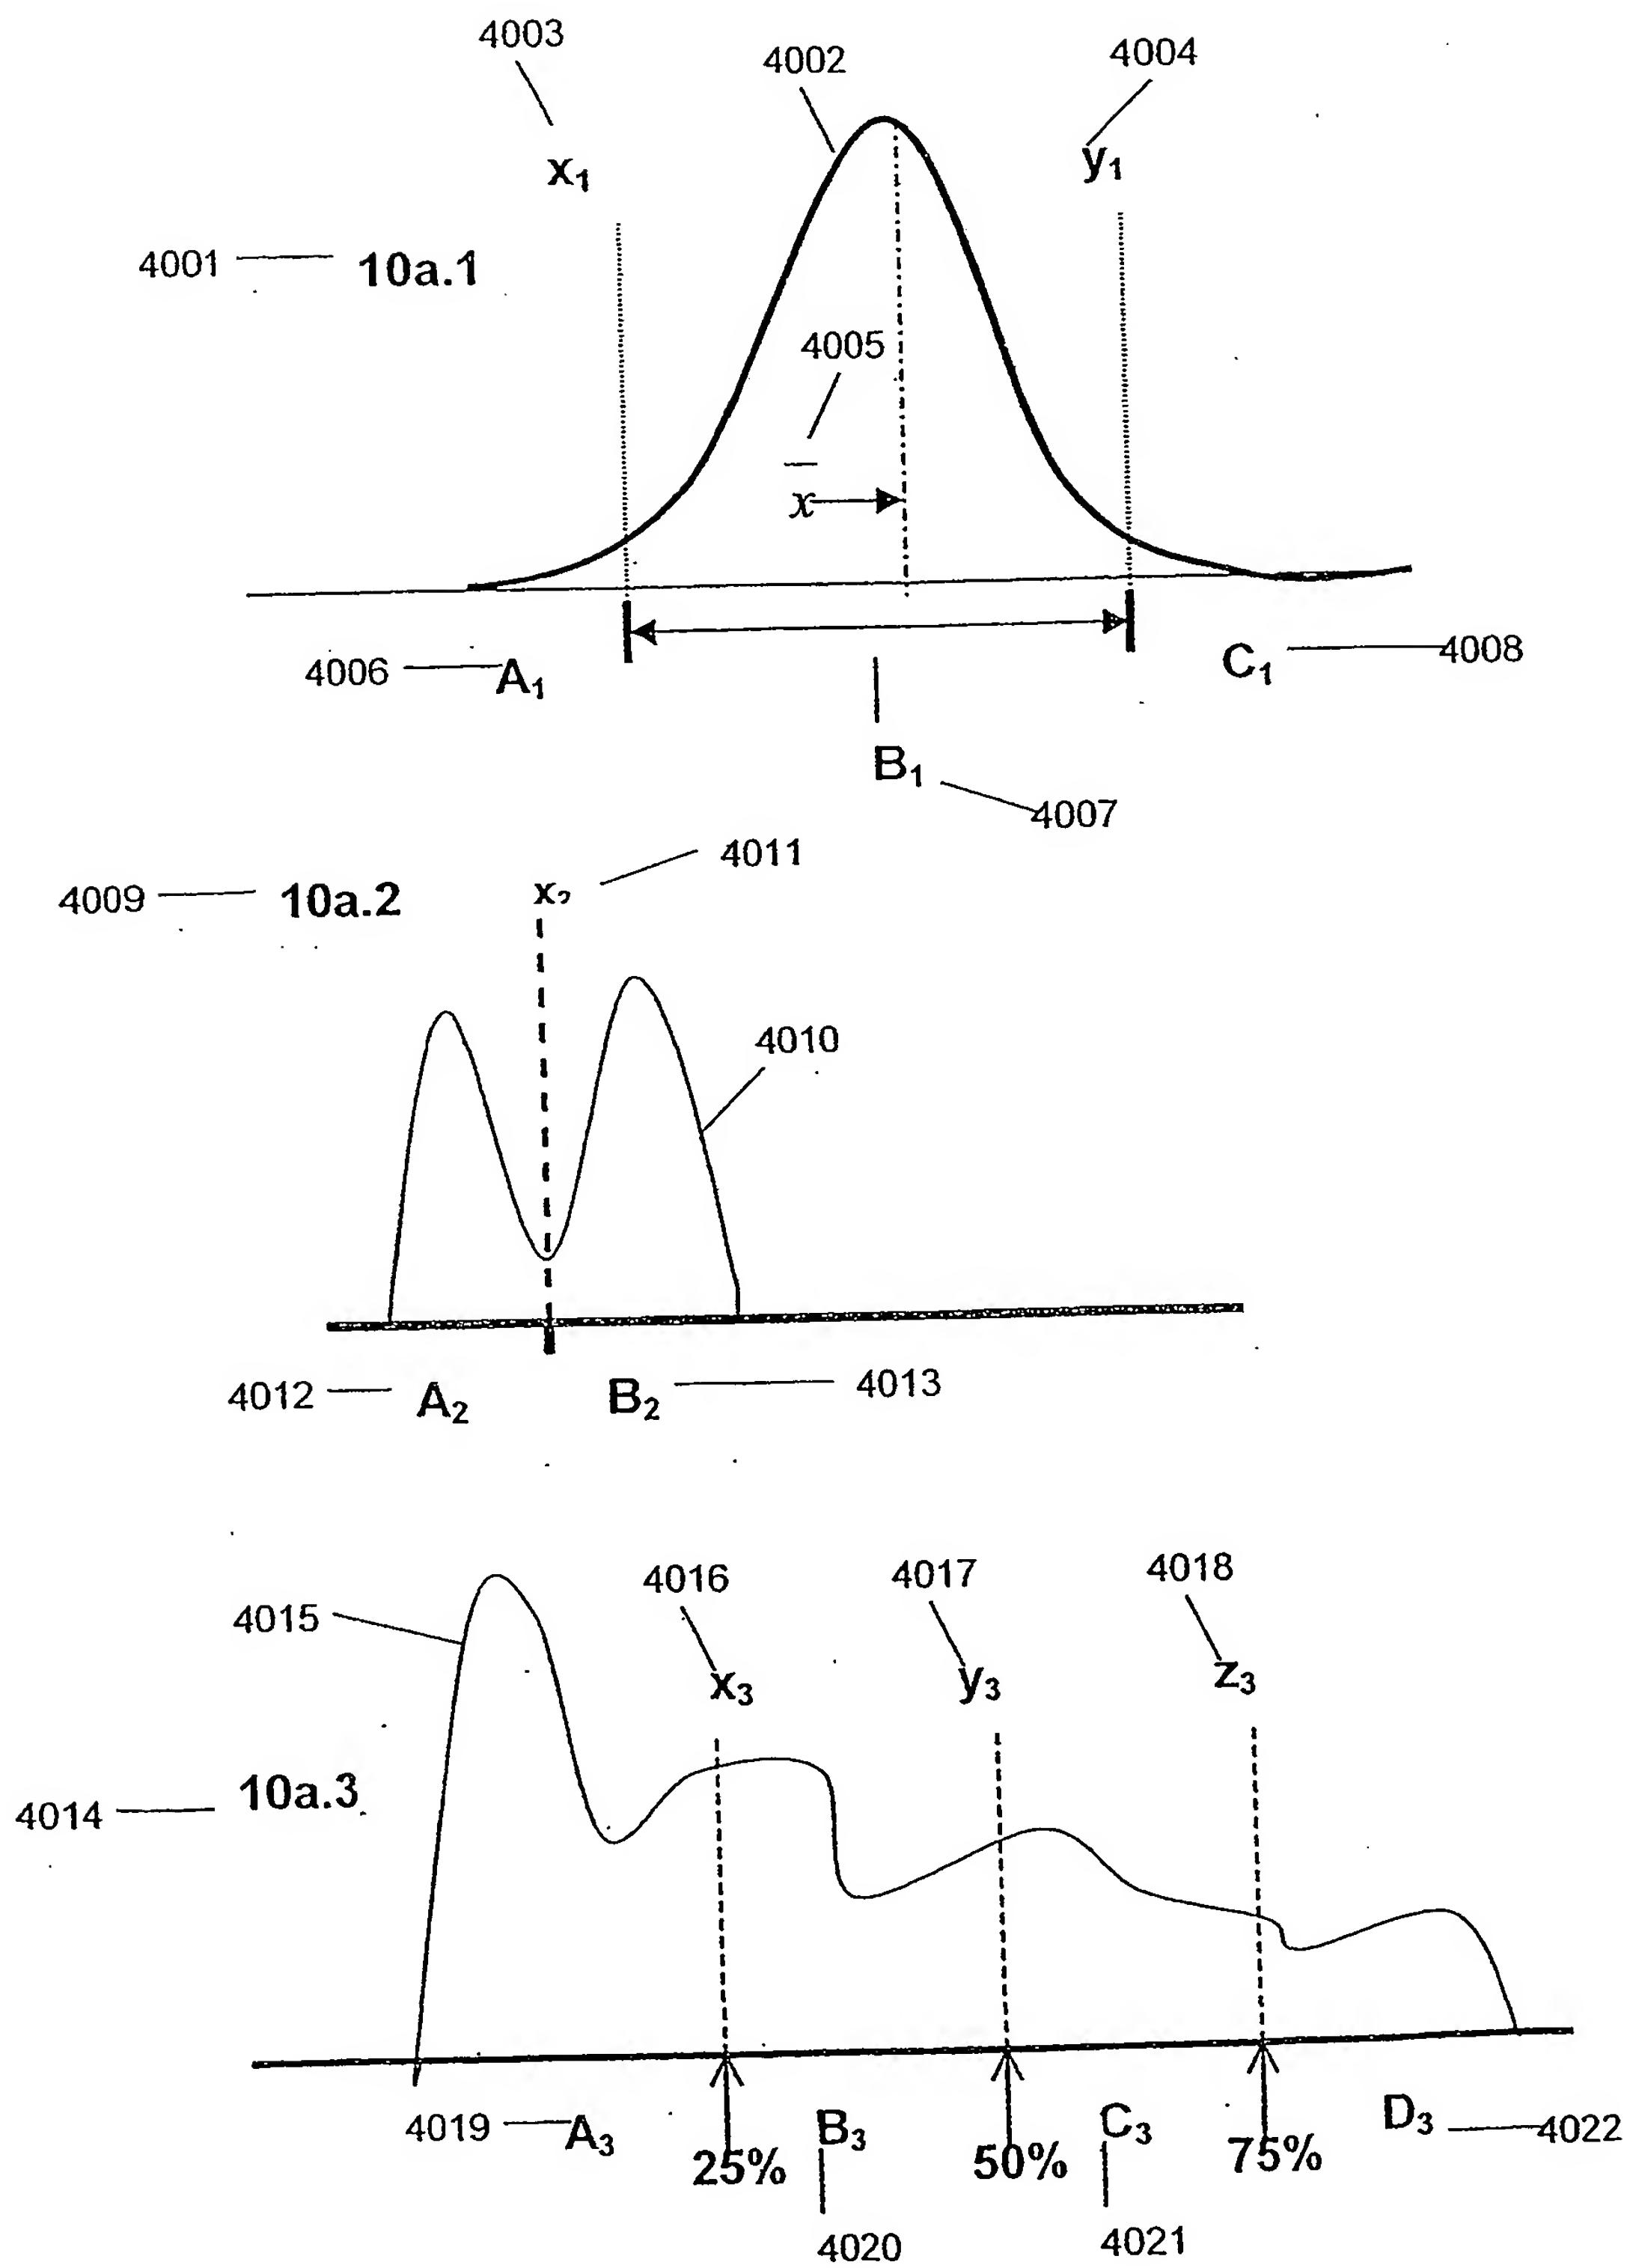 4003
4002
4004
x₁
y₁
4001
10a.1
4005
x̄
4006
A₁
C₁
4008
B₁
4007
4011
4009
10a.2
x₂
4010
4012
A₂
B₂
4013
4016
4017
4018
4015
x₃
y₃
z₃
4014
10a.3
4019
A₃
B₃
C₃
D₃
4022
25%
50%
75%
4020
4021